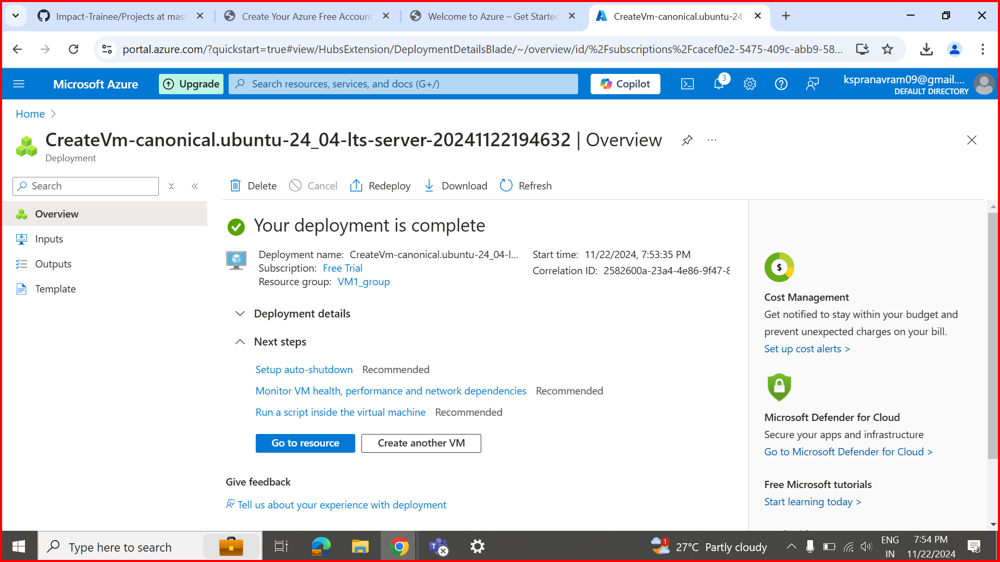 Impact-Trainee/Projects at mast
Create Your Azure Free Account
Welcome to Azure – Get Started
CreateVm-canonical.ubuntu-24_
portal.azure.com/?quickstart=true#view/HubsExtension/DeploymentDetailsBlade/~/overview/id/%2Fsubscriptions%2Fcacef0e2-5475-409c-abb9-58...
Microsoft Azure
Upgrade
Search resources, services, and docs (G+/)
Copilot
3
kspranavram09@gmail....
DEFAULT DIRECTORY
Home
CreateVm-canonical.ubuntu-24_04-lts-server-20241122194632 | Overview
Deployment
Search
Delete
Cancel
Redeploy
Download
Refresh
Overview
Inputs
Outputs
Template
Your deployment is complete
Deployment name: CreateVm-canonical.ubuntu-24_04-l...
Subscription: Free Trial
Resource group: VM1_group
Start time: 11/22/2024, 7:53:35 PM
Correlation ID: 2582600a-23a4-4e86-9f47-8
Deployment details
Next steps
Setup auto-shutdown Recommended
Monitor VM health, performance and network dependencies Recommended
Run a script inside the virtual machine Recommended
Go to resource
Create another VM
Give feedback
Tell us about your experience with deployment
$
Cost Management
Get notified to stay within your budget and
prevent unexpected charges on your bill.
Set up cost alerts >
Microsoft Defender for Cloud
Secure your apps and infrastructure
Go to Microsoft Defender for Cloud >
Free Microsoft tutorials
Start learning today >
Type here to search
1
27°C Partly cloudy
ENG
IN
7:54 PM
11/22/2024